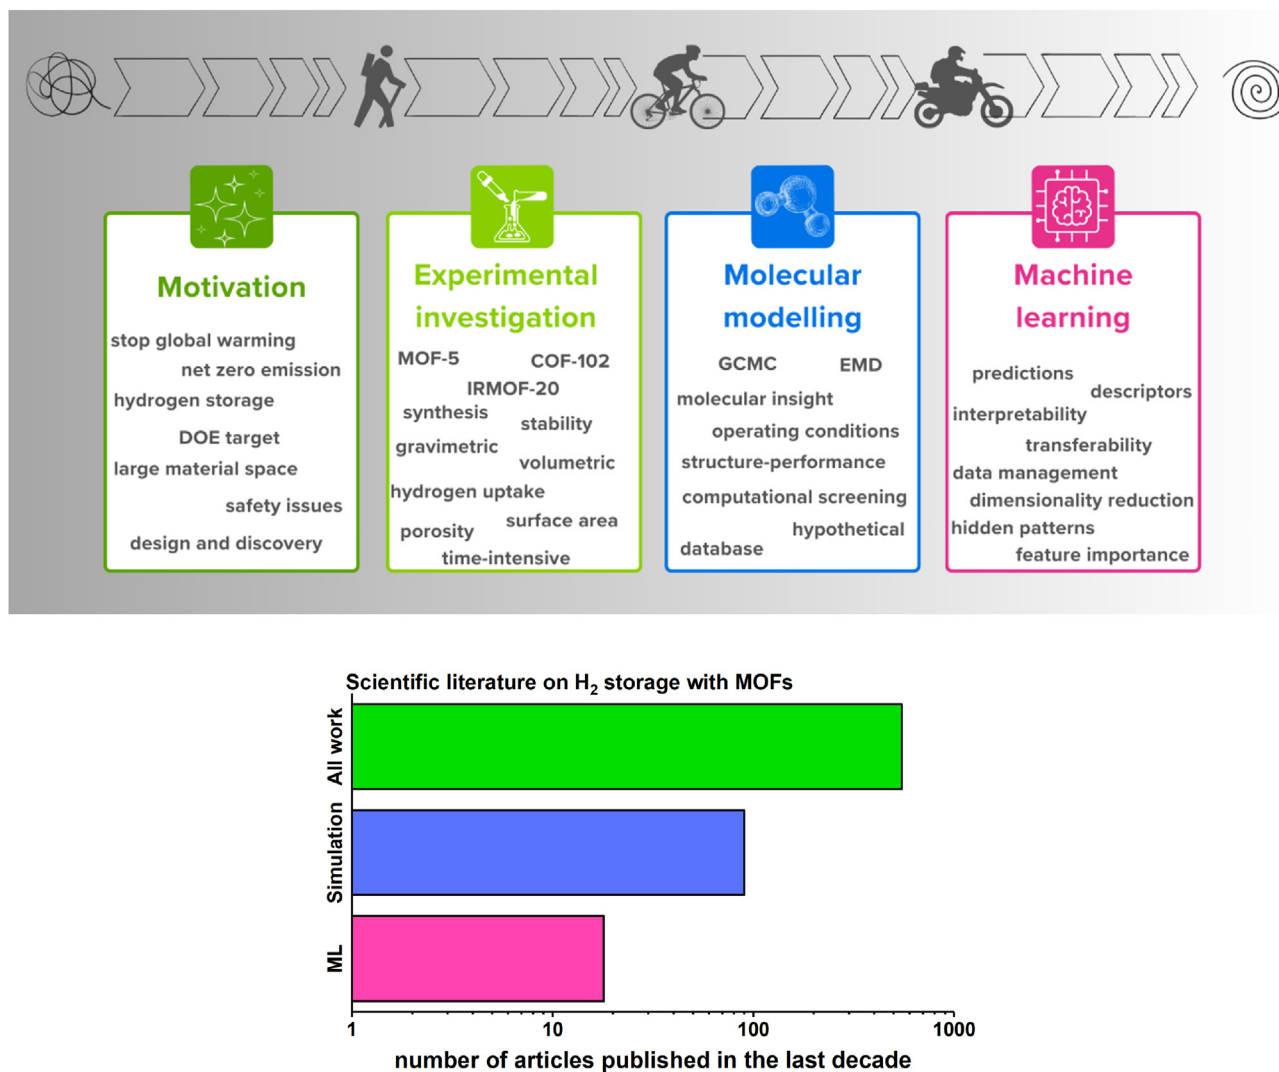 Motivation
stop global warming
net zero emission
hydrogen storage
DOE target
large material space
safety issues
design and discovery
Experimental
investigation
MOF-5
COF-102
IRMOF-20
synthesis
stability
gravimetric
volumetric
hydrogen uptake
surface area
porosity
time-intensive
Molecular
modelling
GCMC
EMD
molecular insight
operating conditions
structure-performance
computational screening
hypothetical
database
Machine
learning
predictions
descriptors
interpretability
transferability
data management
dimensionality reduction
hidden patterns
feature importance
Scientific literature on H₂ storage with MOFs
All work
Simulation
ML
1 10 100 1000
number of articles published in the last decade